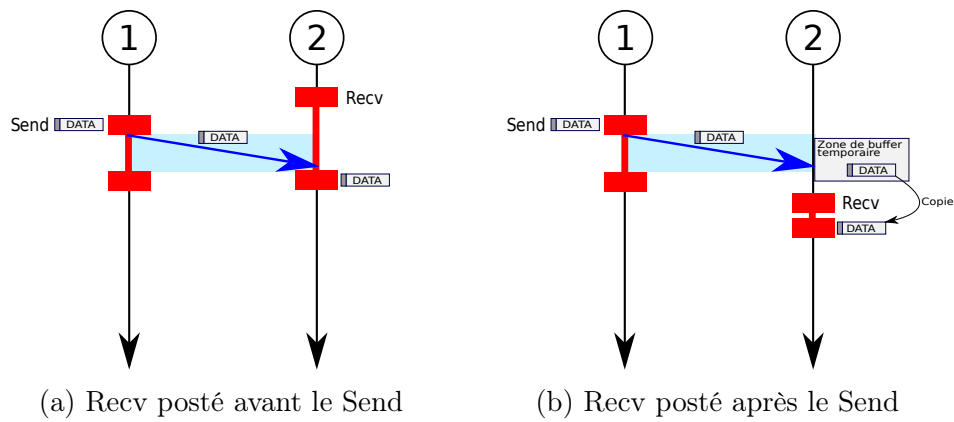 1
2
Recv
Send
DATA
DATA
DATA
(a) Recv posté avant le Send
1
2
Send
DATA
DATA
Zone de buffer
temporaire
DATA
Recv
Copie
DATA
(b) Recv posté après le Send